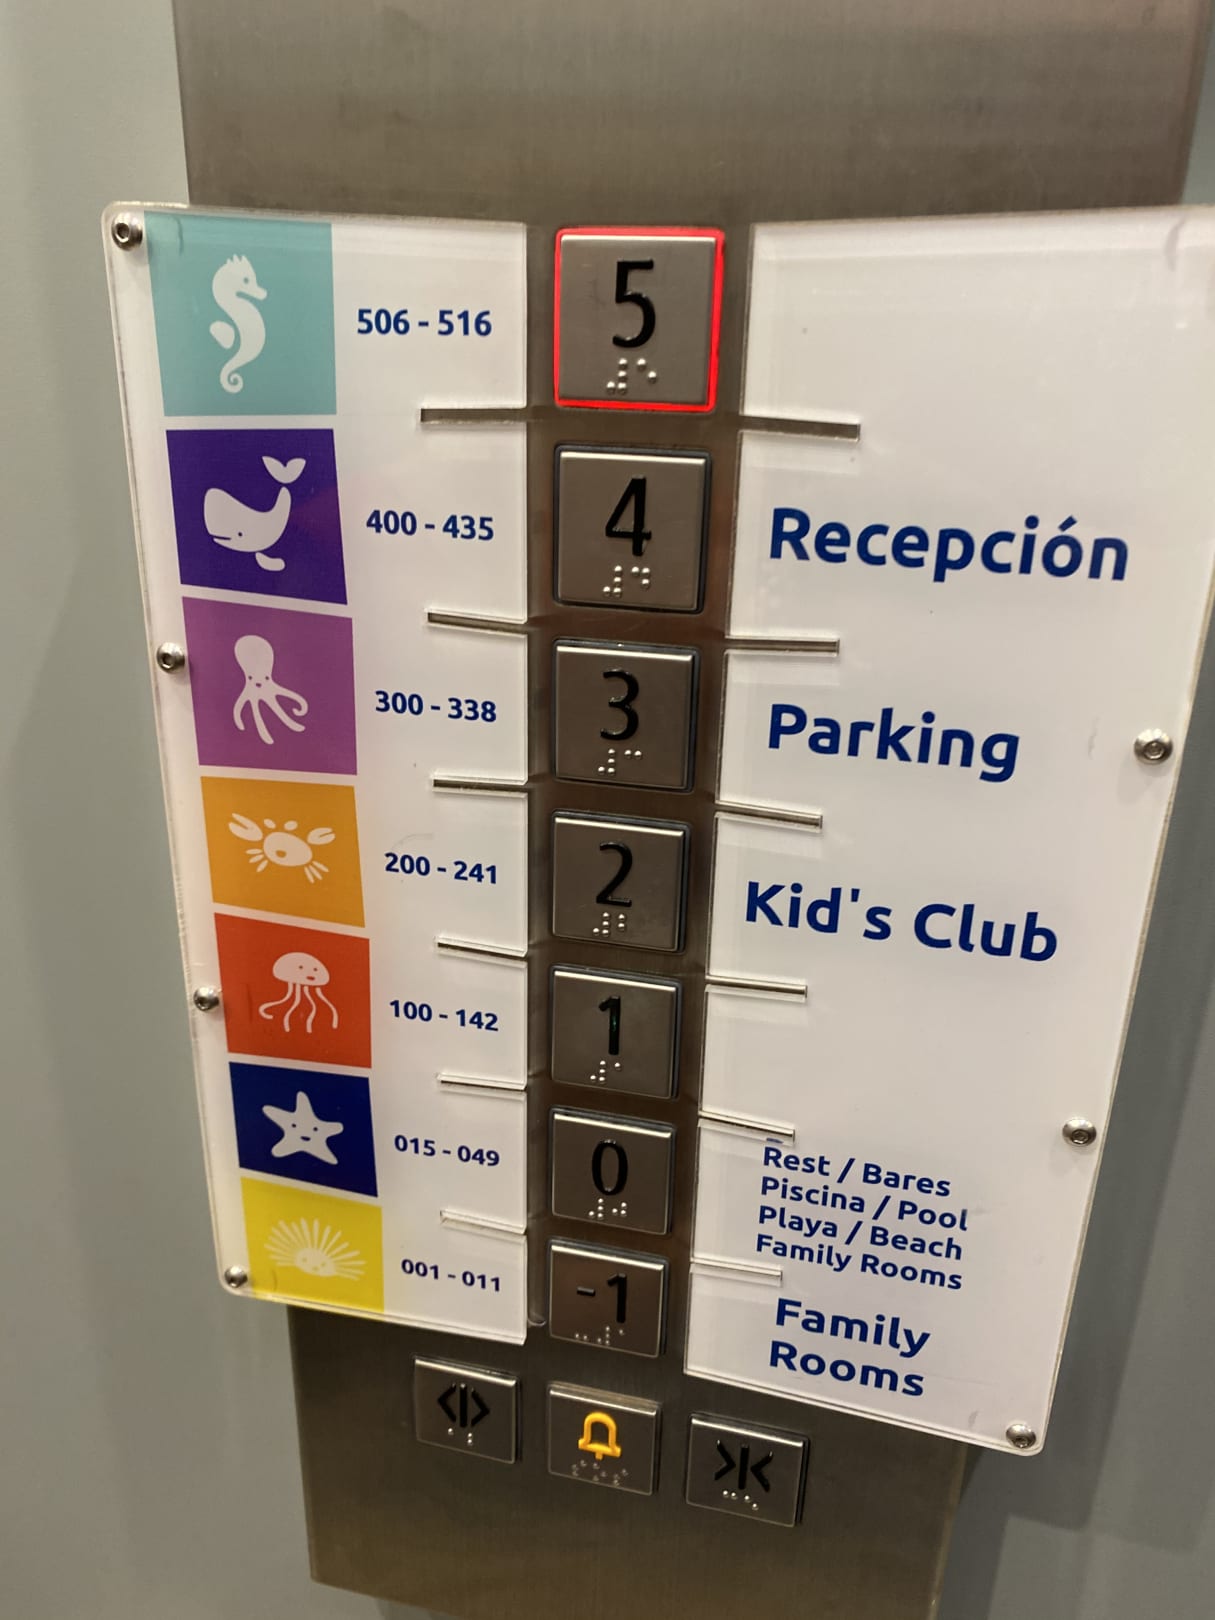 506 - 516
5
400 - 435
4
Recepción
300 - 338
3
Parking
200 - 241
2
Kid's Club
100 - 142
1
015 - 049
0
Rest / Bares
Piscina / Pool
Playa / Beach
Family Rooms
001 - 011
-1
Family
Rooms